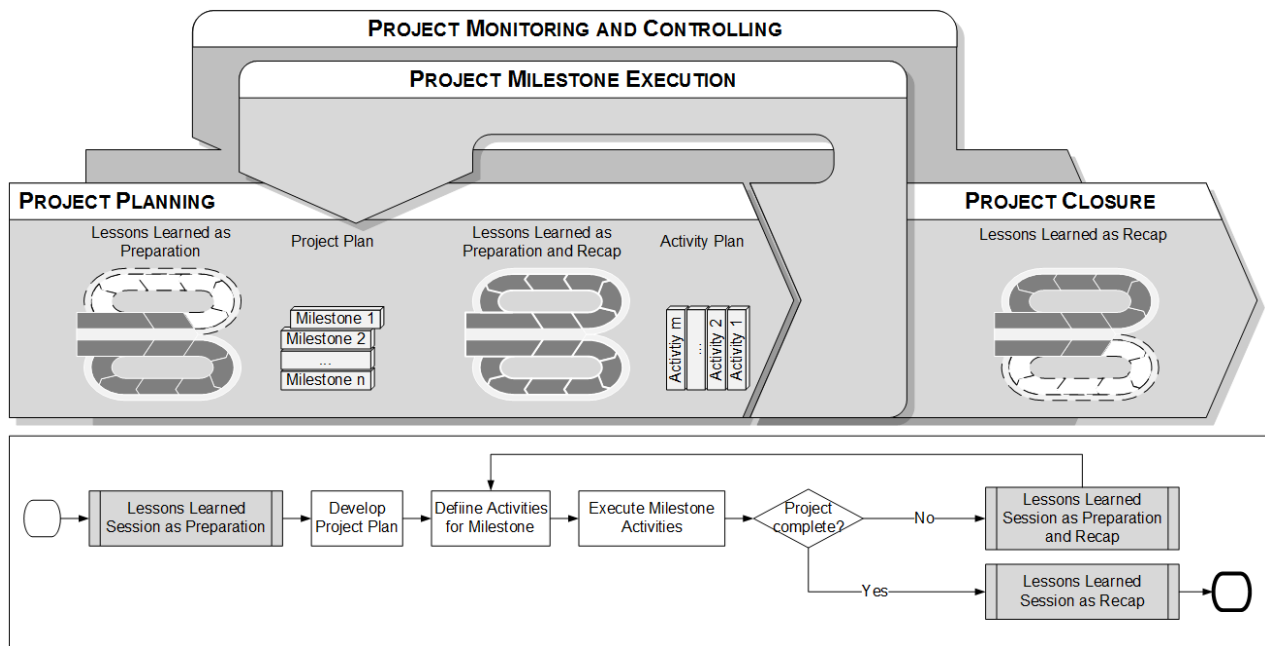 PROJECT MONITORING AND CONTROLLING
PROJECT MILESTONE EXECUTION
PROJECT PLANNING
Lessons Learned as
Preparation
Project Plan
Milestone 1
Milestone 2
...
Milestone n
Lessons Learned as
Preparation and Recap
Activity Plan
Activtiy m
...
Activity 2
Activity 1
PROJECT CLOSURE
Lessons Learned as Recap
Lessons Learned
Session as Preparation
Develop
Project Plan
Defiine Activities
for Milestone
Execute Milestone
Activities
Project
complete?
No
Lessons Learned
Session as Preparation
and Recap
Yes
Lessons Learned
Session as Recap